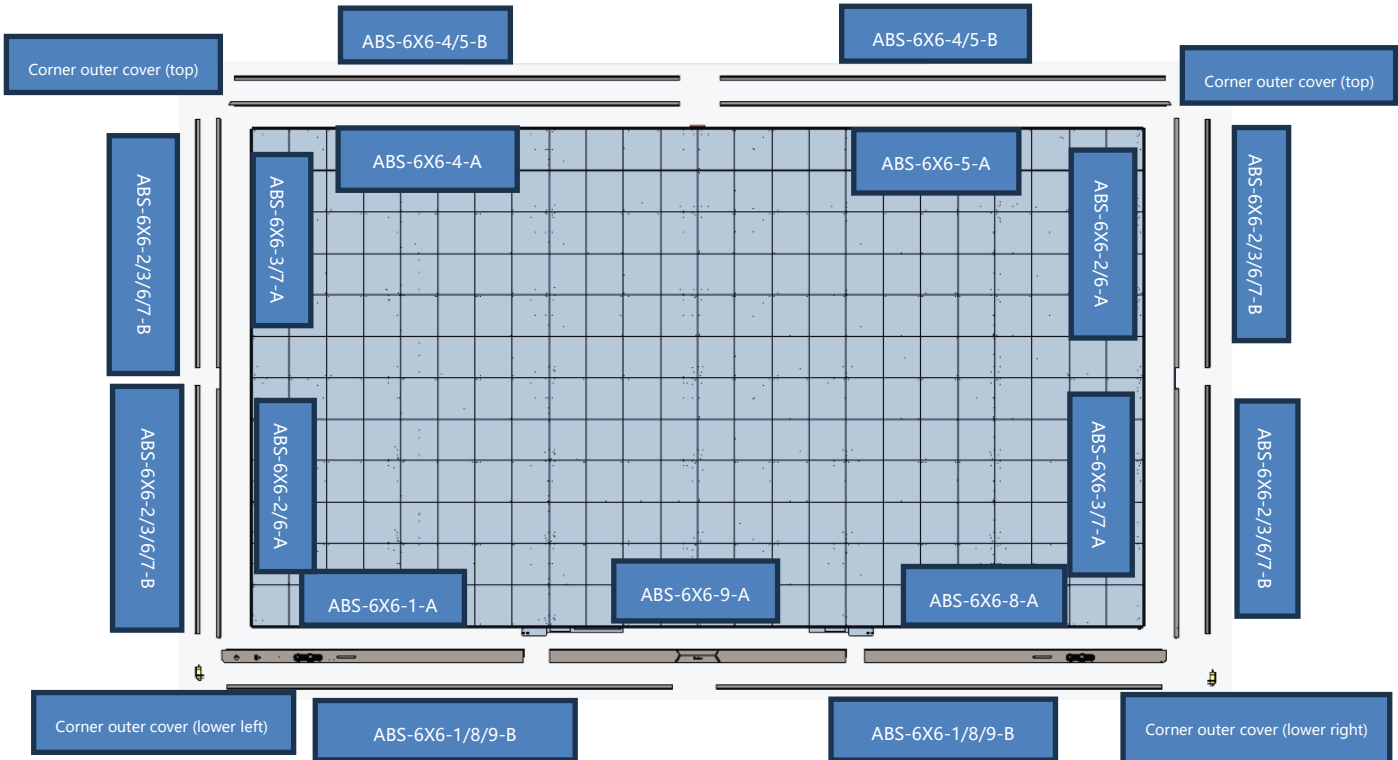 ABS-6X6-4/5-B
ABS-6X6-4/5-B
Corner outer cover (top)
Corner outer cover (top)
ABS-6X6-4-A
ABS-6X6-5-A
ABS-6X6-2/3/6/7-B
ABS-6X6-3/7-A
ABS-6X6-2/6-A
ABS-6X6-2/3/6/7-B
ABS-6X6-2/3/6/7-B
ABS-6X6-2/6-A
ABS-6X6-3/7-A
ABS-6X6-2/3/6/7-B
ABS-6X6-1-A
ABS-6X6-9-A
ABS-6X6-8-A
Corner outer cover (lower left)
ABS-6X6-1/8/9-B
ABS-6X6-1/8/9-B
Corner outer cover (lower right)